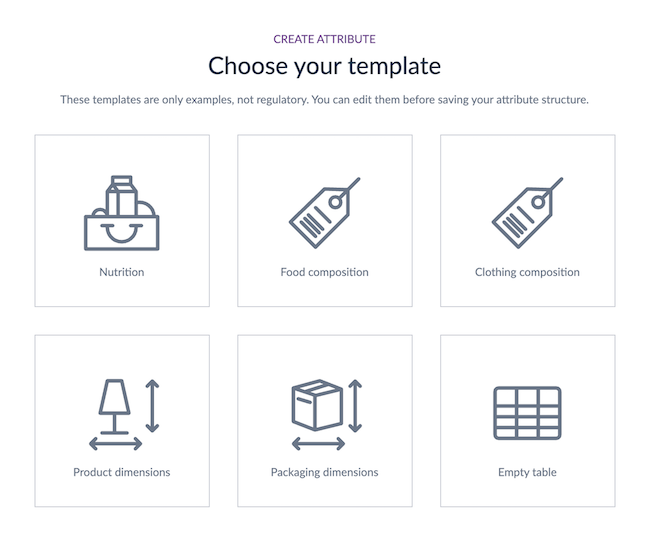 CREATE ATTRIBUTE
Choose your template
These templates are only examples, not regulatory. You can edit them before saving your attribute structure.
Nutrition
Food composition
Clothing composition
Product dimensions
Packaging dimensions
Empty table